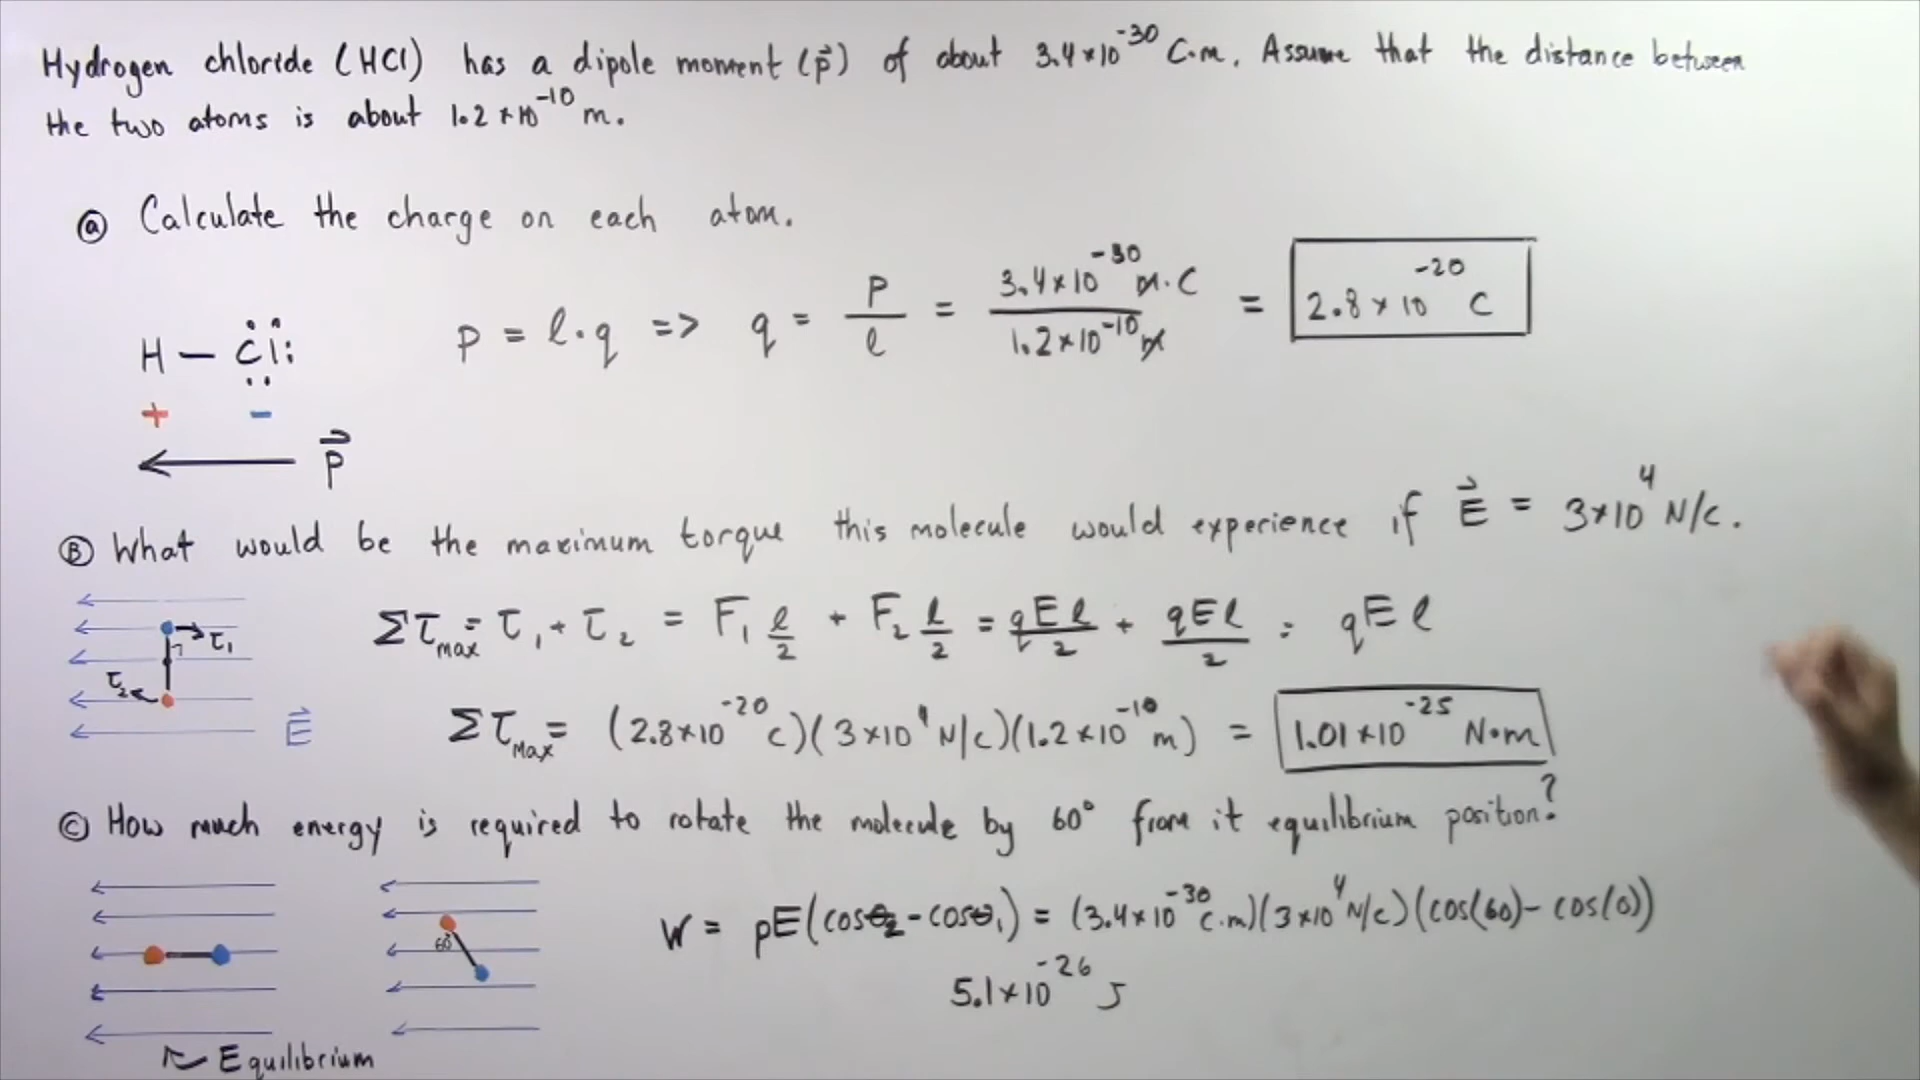 Hydrogen chloride (HCl) has a dipole moment (p⃗) of about 3.4×10⁻³⁰ C·m. Assume that the distance between
the two atoms is about 1.2×10⁻¹⁰ m.
ⓐ Calculate the charge on each atom.
p = l·q => q = p/l = 3.4×10⁻³⁰ m·C / 1.2×10⁻¹⁰ m = 2.8×10⁻²⁰ C
H – Cl
+ −
p⃗
Ⓑ What would be the maximum torque this molecule would experience if E⃗ = 3×10⁴ N/C.
Στmax = τ₁ + τ₂ = F₁ l/2 + F₂ l/2 = qEl/2 + qEl/2 = qEl
τ₁
τ₂
E⃗
ΣτMax = (2.8×10⁻²⁰ C)(3×10⁴ N/C)(1.2×10⁻¹⁰ m) = 1.01×10⁻²⁵ N·m
Ⓒ How much energy is required to rotate the molecule by 60° from it equilibrium position?
W = pE(cosθ₂ - cosθ₁) = (3.4×10⁻³⁰ C·m)(3×10⁴ N/C)(cos(60) - cos(0))
60°
5.1×10⁻²⁶ J
Equilibrium